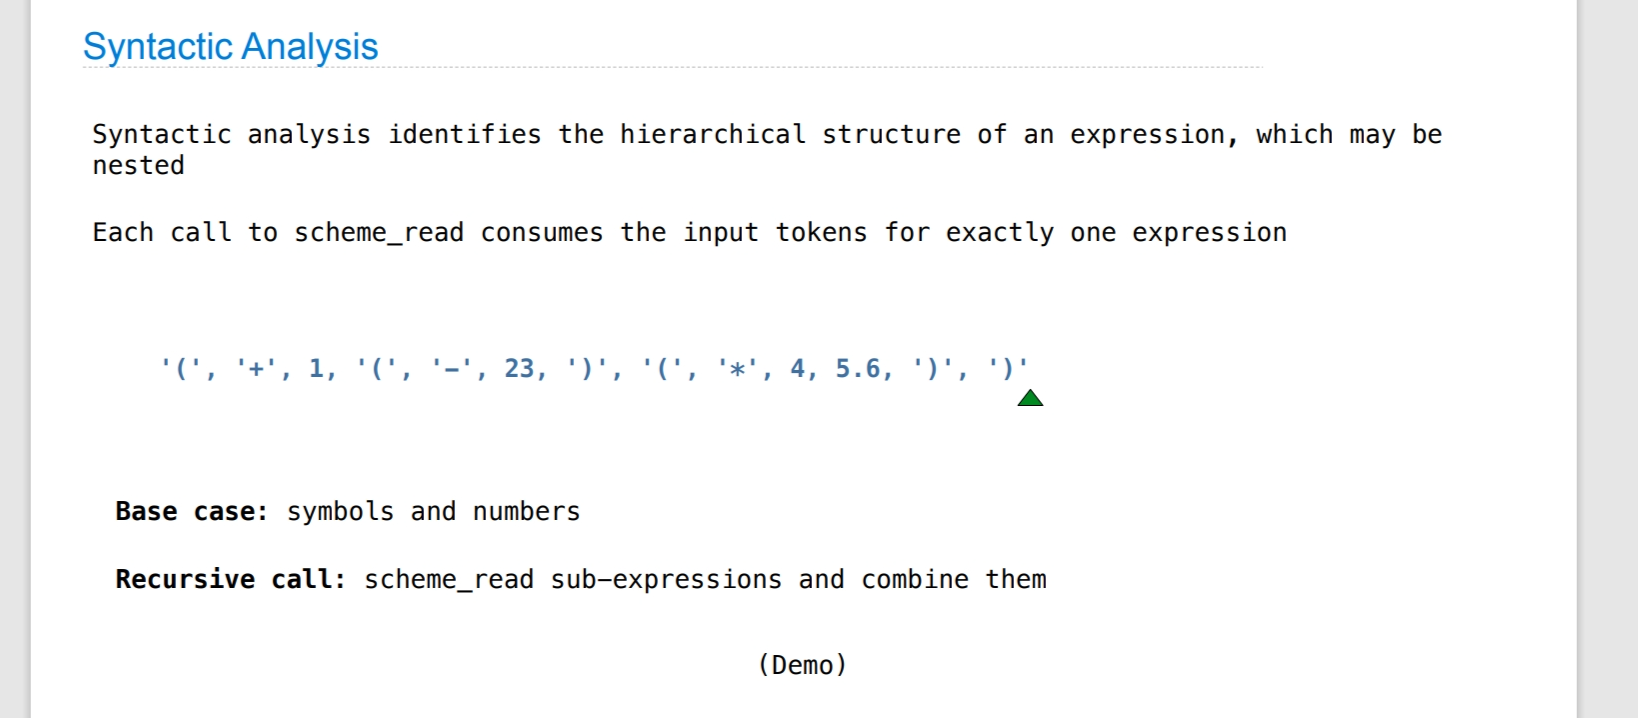 Syntactic Analysis
Syntactic analysis identifies the hierarchical structure of an expression, which may be
nested
Each call to scheme_read consumes the input tokens for exactly one expression
'(', '+', 1, '(', '-', 23, ')', '(', '*', 4, 5.6, ')', ')'
Base case: symbols and numbers
Recursive call: scheme_read sub-expressions and combine them
(Demo)